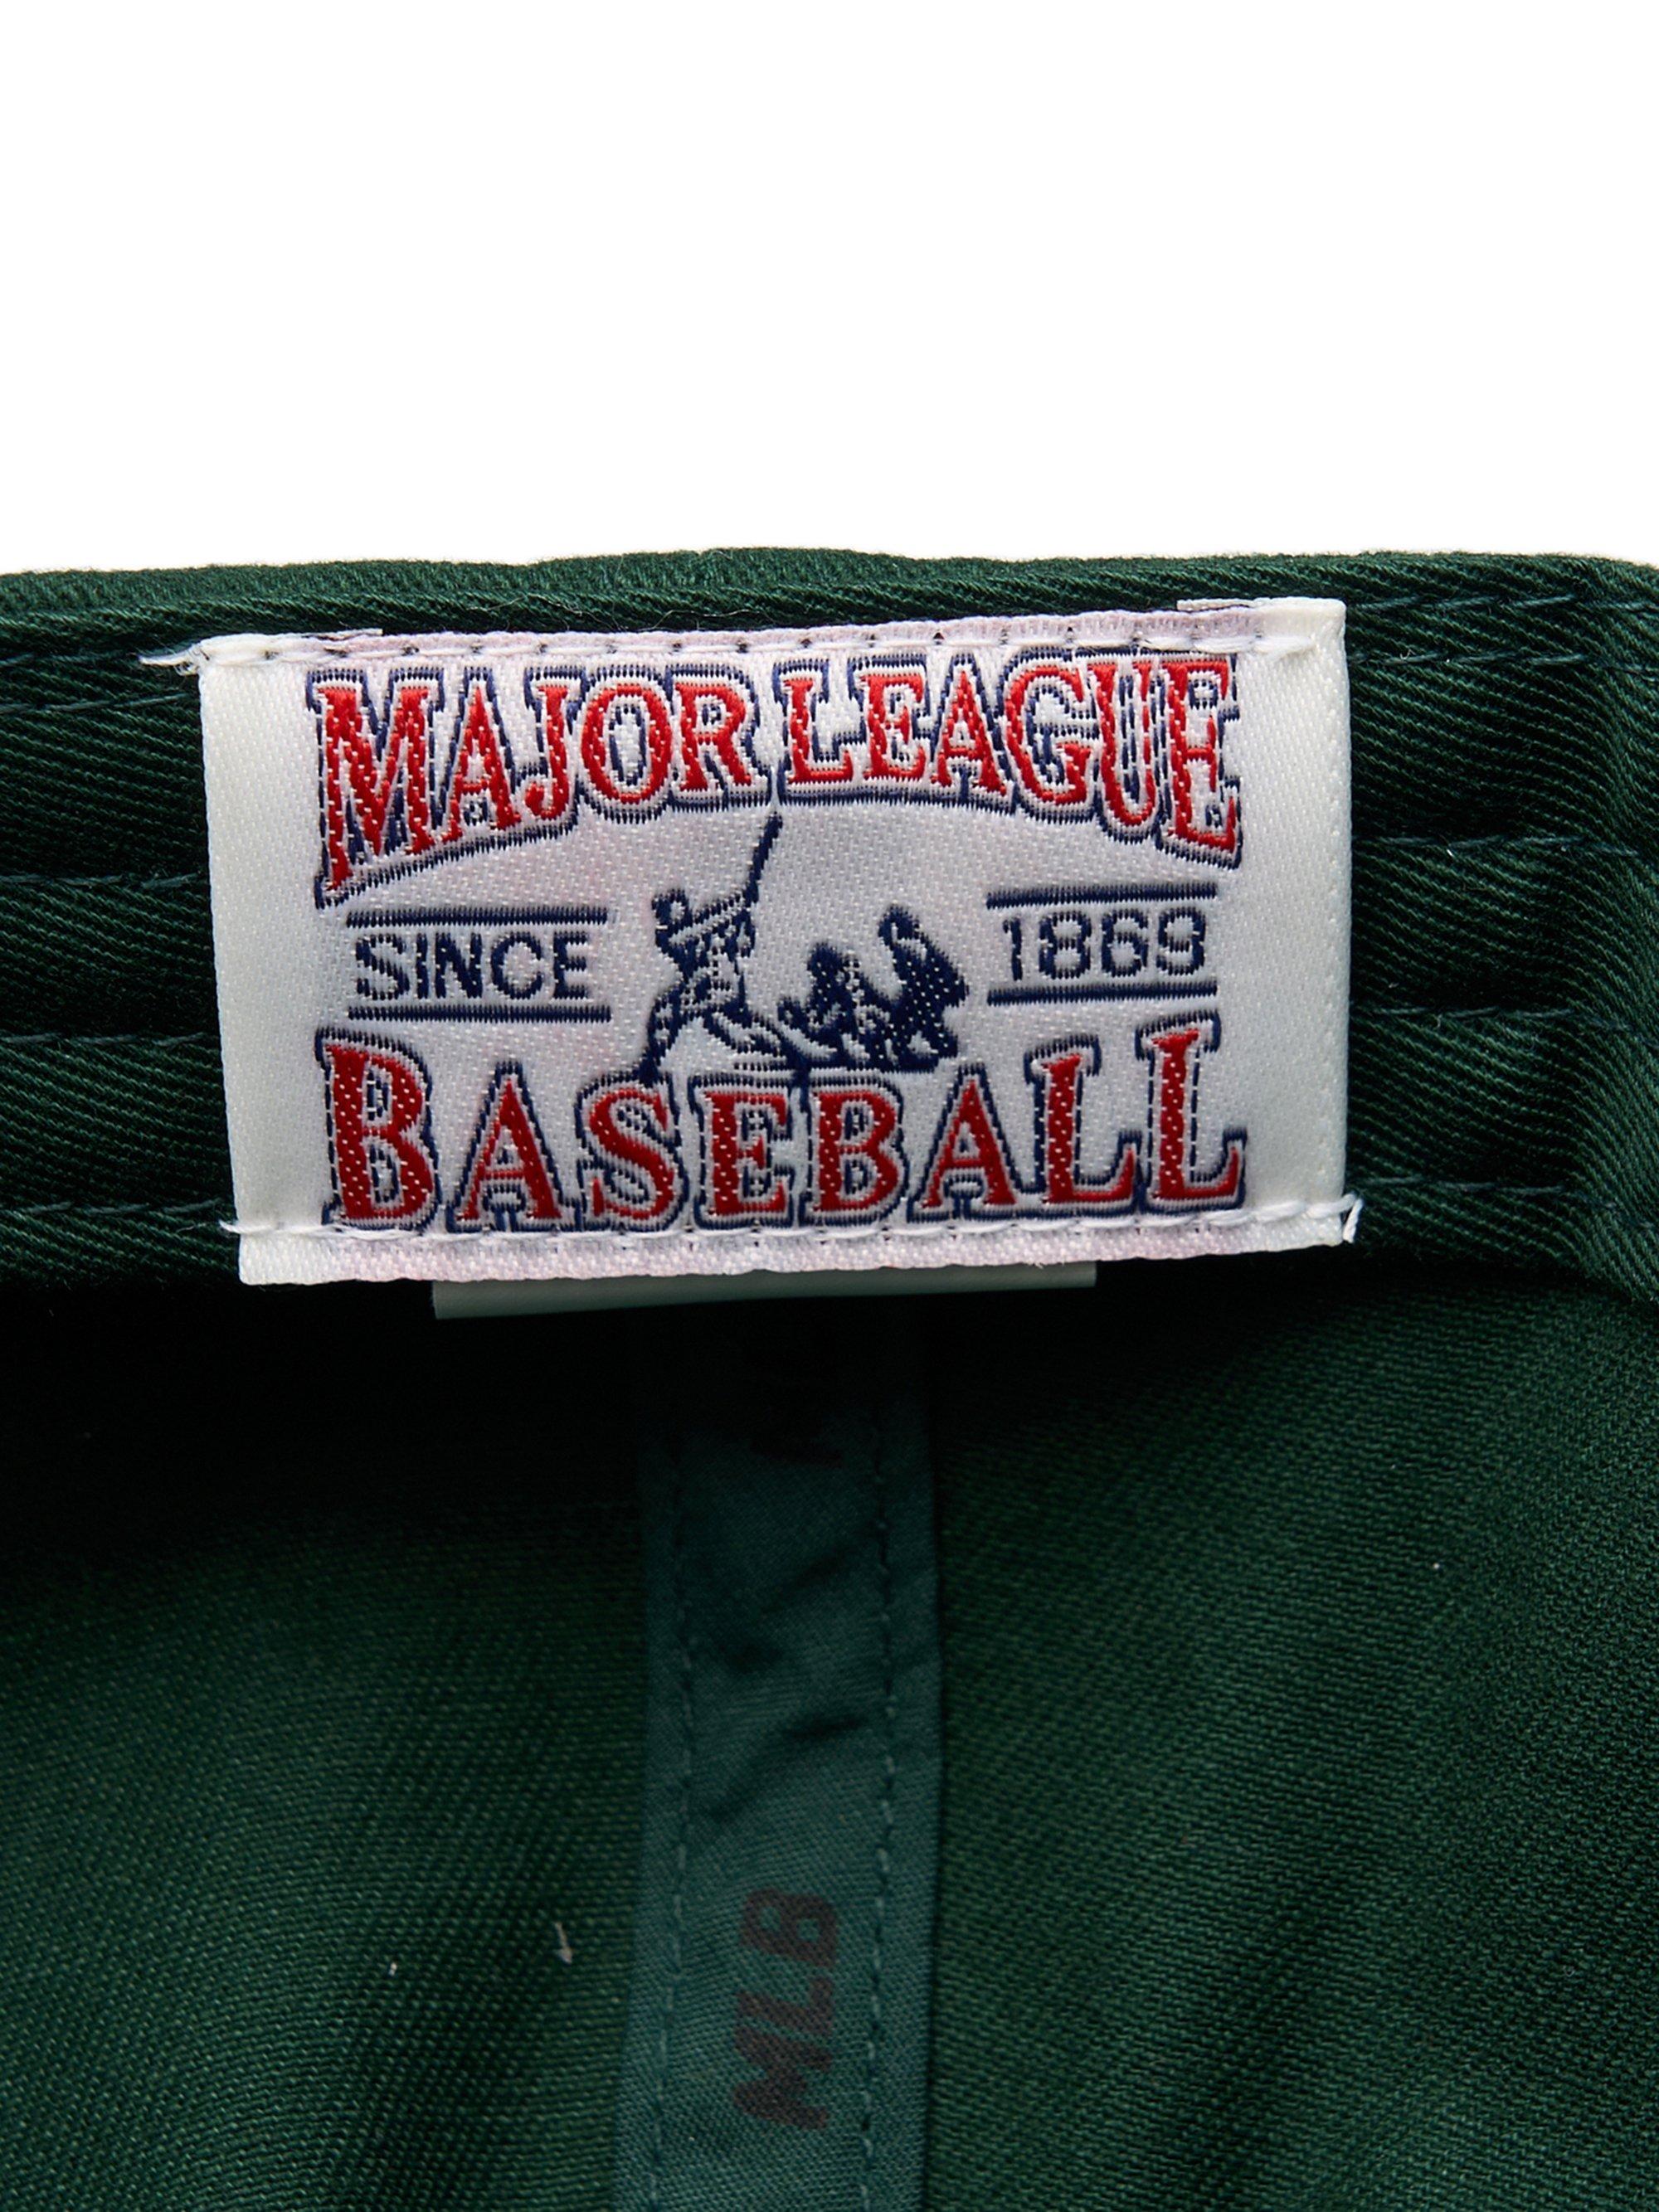 MAJOR LEAGUE
SINCE 1869
BASEBALL
MLB